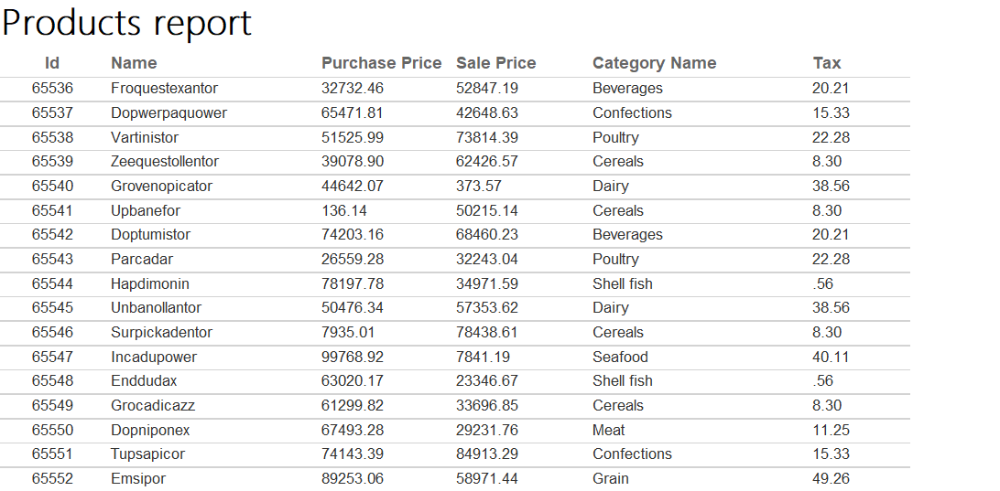 Products report
Id Name Purchase Price Sale Price Category Name Tax
65536 Froquestexantor 32732.46 52847.19 Beverages 20.21
65537 Dopwerpaquower 65471.81 42648.63 Confections 15.33
65538 Vartinistor 51525.99 73814.39 Poultry 22.28
65539 Zeequestollentor 39078.90 62426.57 Cereals 8.30
65540 Grovenopicator 44642.07 373.57 Dairy 38.56
65541 Upbanefor 136.14 50215.14 Cereals 8.30
65542 Doptumistor 74203.16 68460.23 Beverages 20.21
65543 Parcadar 26559.28 32243.04 Poultry 22.28
65544 Hapdimonin 78197.78 34971.59 Shell fish .56
65545 Unbanollantor 50476.34 57353.62 Dairy 38.56
65546 Surpickadentor 7935.01 78438.61 Cereals 8.30
65547 Incadupower 99768.92 7841.19 Seafood 40.11
65548 Enddudax 63020.17 23346.67 Shell fish .56
65549 Grocadicazz 61299.82 33696.85 Cereals 8.30
65550 Dopniponex 67493.28 29231.76 Meat 11.25
65551 Tupsapicor 74143.39 84913.29 Confections 15.33
65552 Emsipor 89253.06 58971.44 Grain 49.26